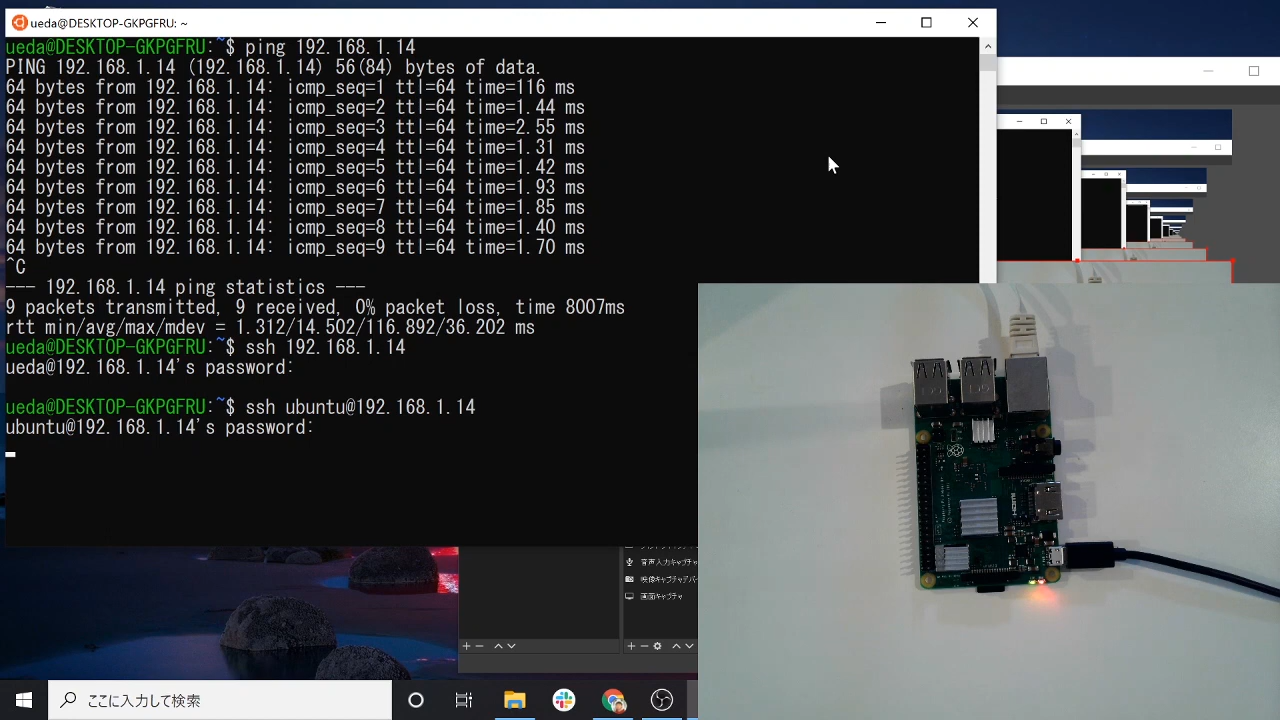 ueda@DESKTOP-GKPGFRU: ~
ueda@DESKTOP-GKPGFRU:~$ ping 192.168.1.14
PING 192.168.1.14 (192.168.1.14) 56(84) bytes of data.
64 bytes from 192.168.1.14: icmp_seq=1 ttl=64 time=116 ms
64 bytes from 192.168.1.14: icmp_seq=2 ttl=64 time=1.44 ms
64 bytes from 192.168.1.14: icmp_seq=3 ttl=64 time=2.55 ms
64 bytes from 192.168.1.14: icmp_seq=4 ttl=64 time=1.31 ms
64 bytes from 192.168.1.14: icmp_seq=5 ttl=64 time=1.42 ms
64 bytes from 192.168.1.14: icmp_seq=6 ttl=64 time=1.93 ms
64 bytes from 192.168.1.14: icmp_seq=7 ttl=64 time=1.85 ms
64 bytes from 192.168.1.14: icmp_seq=8 ttl=64 time=1.40 ms
64 bytes from 192.168.1.14: icmp_seq=9 ttl=64 time=1.70 ms
^C
--- 192.168.1.14 ping statistics ---
9 packets transmitted, 9 received, 0% packet loss, time 8007ms
rtt min/avg/max/mdev = 1.312/14.502/116.892/36.202 ms
ueda@DESKTOP-GKPGFRU:~$ ssh 192.168.1.14
ueda@192.168.1.14's password:
ueda@DESKTOP-GKPGFRU:~$ ssh ubuntu@192.168.1.14
ubuntu@192.168.1.14's password:
音声入力キャプチャ
映像キャプチャデバ
画面キャプチャ
ここに入力して検索